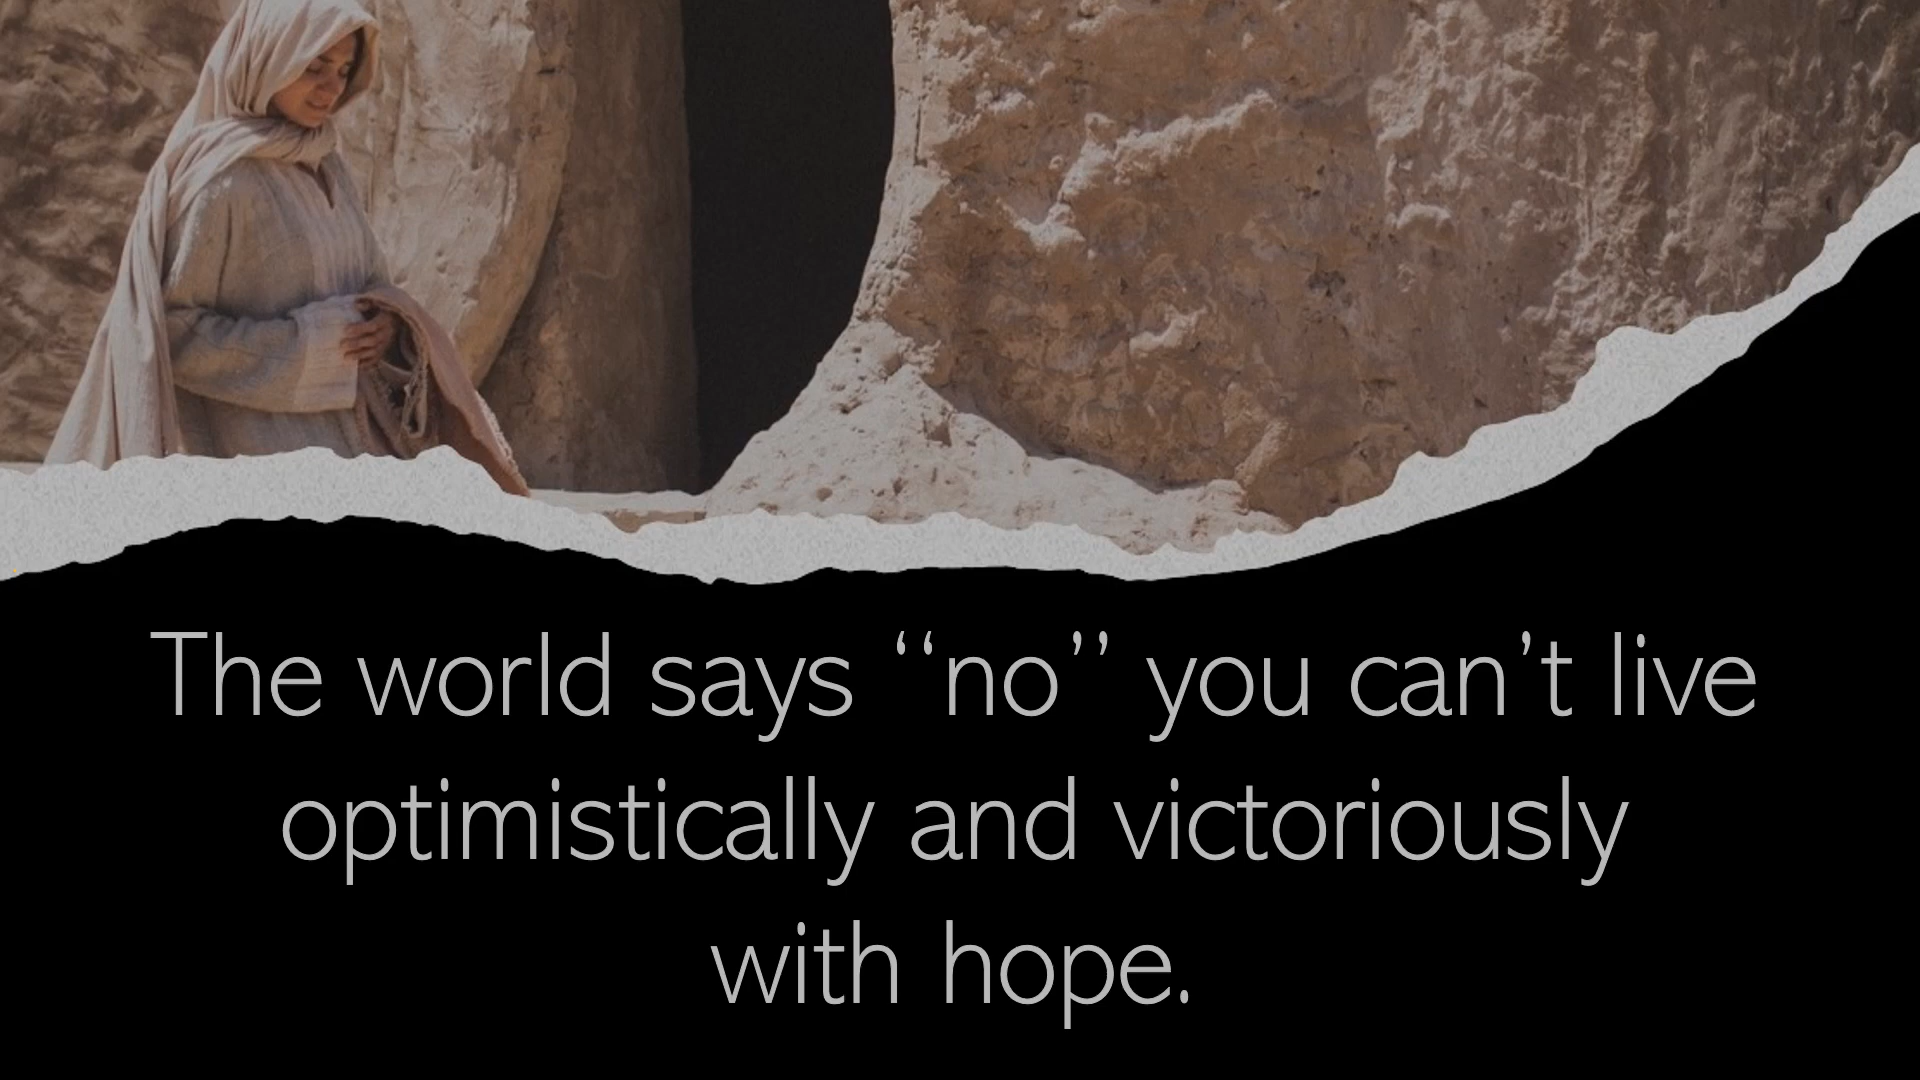 The world says “no” you can’t live
optimistically and victoriously
with hope.